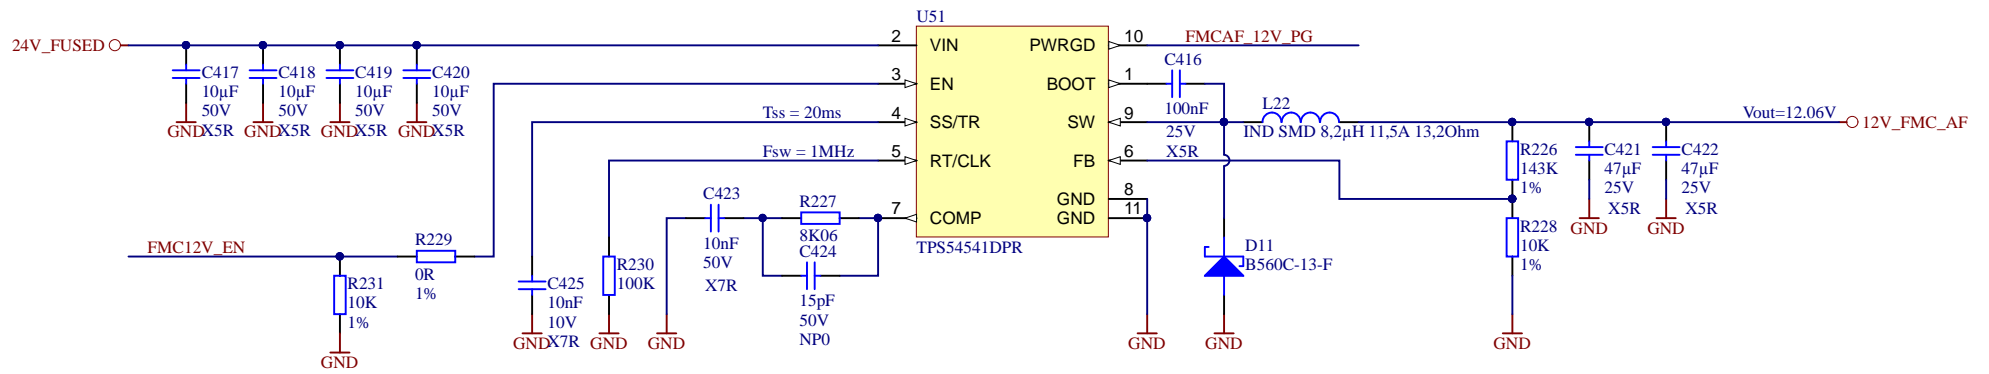 U51
24V_FUSED
2
VIN
PWRGD
10
FMCAF_12V_PG
C416
100nF
25V
X5R
C417
10µF
50V
X5R
GND
C418
10µF
50V
X5R
GND
C419
10µF
50V
X5R
GND
C420
10µF
50V
X5R
GND
3
EN
BOOT
1
Tss = 20ms
4
SS/TR
SW
9
L22
IND SMD 8,2µH 11,5A 13,2Ohm
Vout=12.06V
12V_FMC_AF
Fsw = 1MHz
5
RT/CLK
FB
6
R226
143K
1%
C421
47µF
25V
X5R
GND
C422
47µF
25V
X5R
GND
GND
8
GND
11
7
COMP
TPS54541DPR
C423
10nF
50V
X7R
R227
8K06
C424
15pF
50V
NP0
R228
10K
1%
FMC12V_EN
R229
0R
1%
R231
10K
1%
GND
C425
10nF
10V
X7R
GND
R230
100K
GND
GND
GND
D11
B560C-13-F
GND
GND